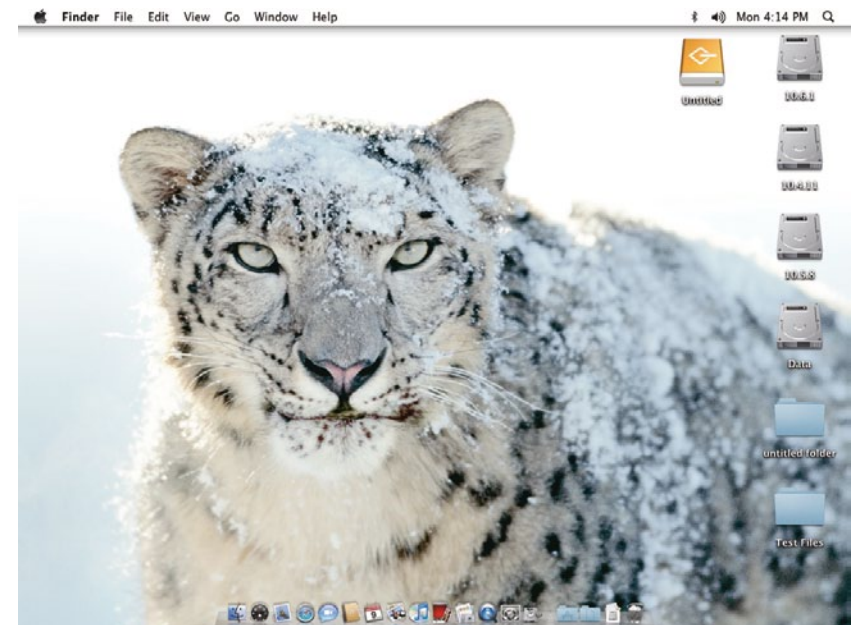 Finder File Edit View Go Window Help Mon 4:14 PM
Untitled
10.6.1
10.4.11
10.5.8
Data
untitled folder
Test Files